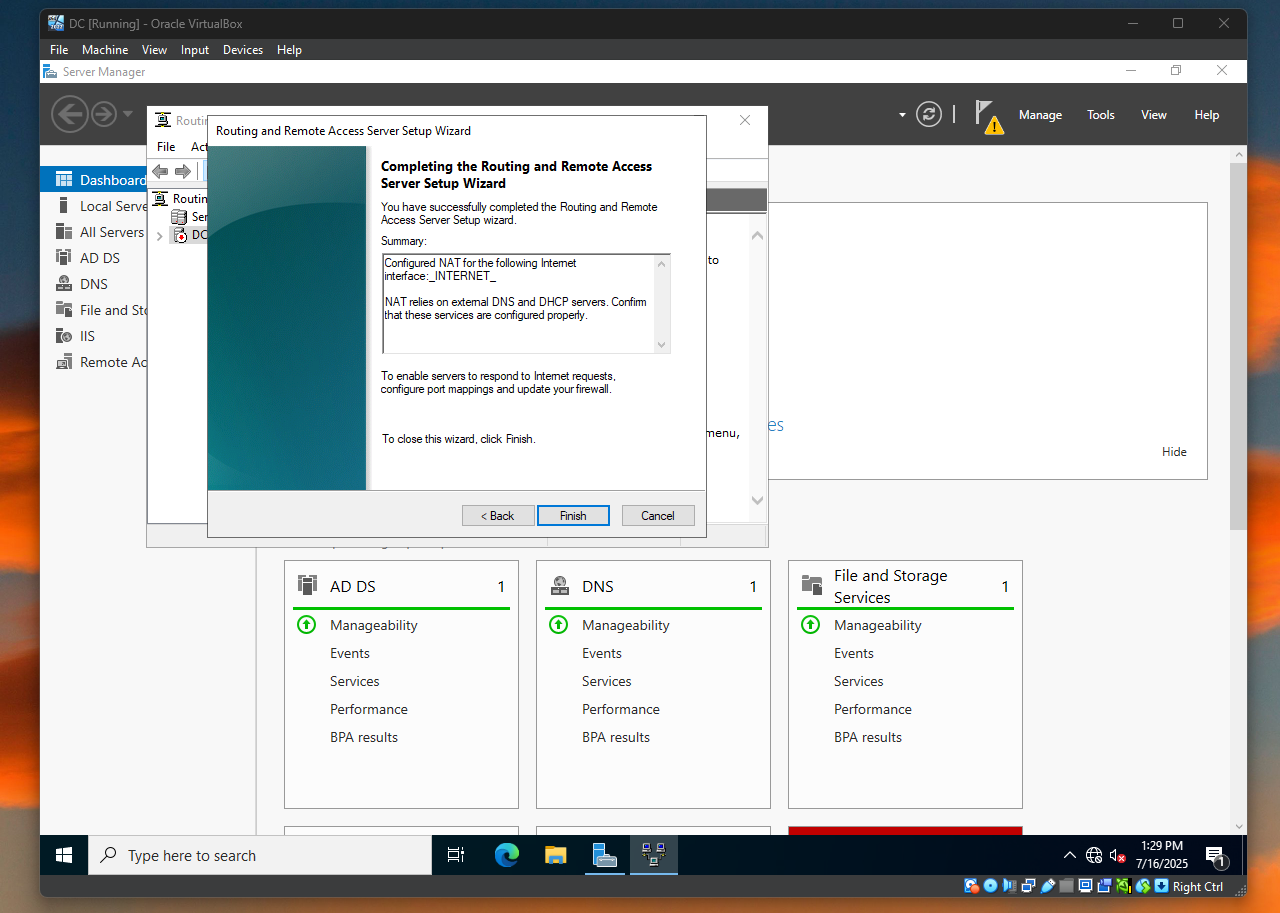 DC [Running] - Oracle VirtualBox
File Machine View Input Devices Help
Server Manager
Manage Tools View Help
Dashboard
Local Serve
All Servers
AD DS
DNS
File and Sto
IIS
Remote Ac
Routin
File Act
Routin
Ser
DC
to
menu,
es
Hide
Routing and Remote Access Server Setup Wizard
Completing the Routing and Remote Access
Server Setup Wizard
You have successfully completed the Routing and Remote
Access Server Setup wizard.
Summary:
Configured NAT for the following Internet
interface:_INTERNET_
NAT relies on external DNS and DHCP servers. Confirm
that these services are configured properly.
To enable servers to respond to Internet requests,
configure port mappings and update your firewall.
To close this wizard, click Finish.
< Back Finish Cancel
AD DS 1
Manageability
Events
Services
Performance
BPA results
DNS 1
Manageability
Events
Services
Performance
BPA results
File and Storage
Services 1
Manageability
Events
Services
Performance
BPA results
Type here to search
1:29 PM
7/16/2025
1
Right Ctrl